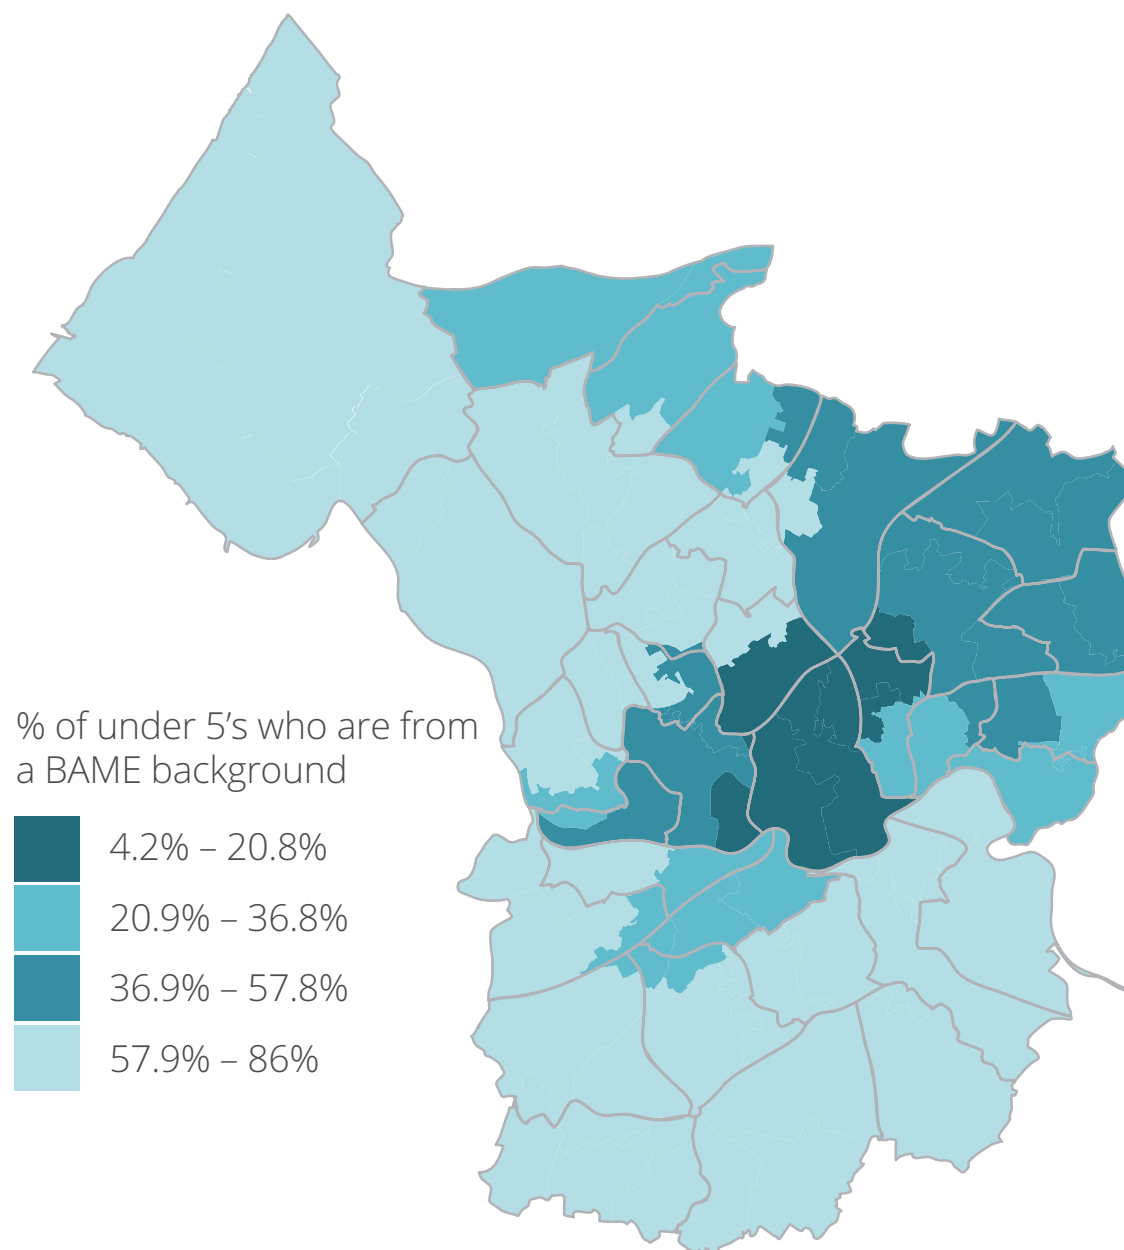 % of under 5’s who are from
a BAME background
4.2% – 20.8%
20.9% – 36.8%
36.9% – 57.8%
57.9% – 86%